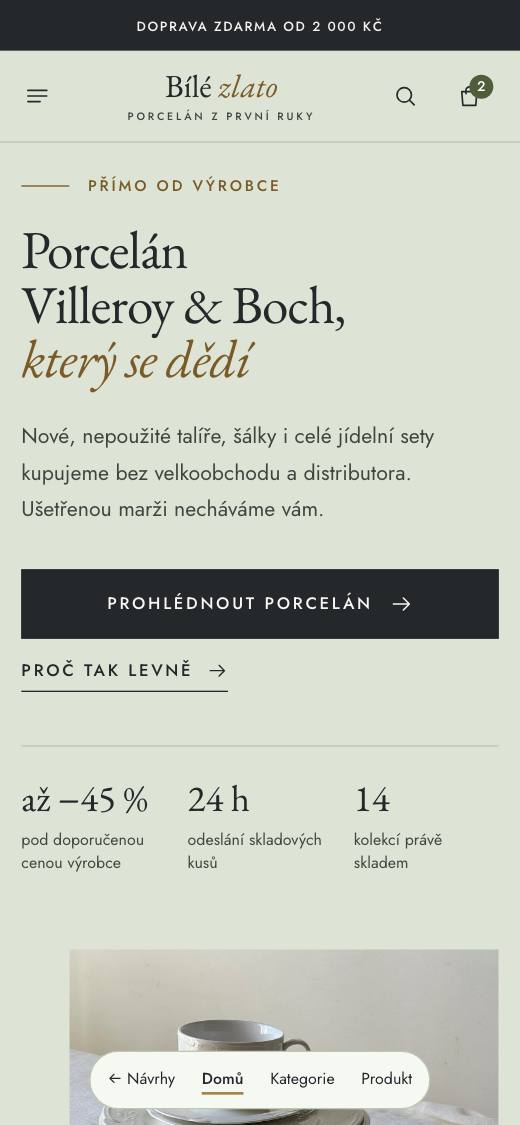 DOPRAVA ZDARMA OD 2 000 KČ
Bílé zlato
PORCELÁN Z PRVNÍ RUKY
2
PŘÍMO OD VÝROBCE
Porcelán
Villeroy & Boch,
který se dědí
Nové, nepoužité talíře, šálky i celé jídelní sety
kupujeme bez velkoobchodu a distributora.
Ušetřenou marži necháváme vám.
PROHLÉDNOUT PORCELÁN →
PROČ TAK LEVNĚ →
až −45 %
pod doporučenou
cenou výrobce
24 h
odeslání skladových
kusů
14
kolekcí právě
skladem
← Návrhy Domů Kategorie Produkt